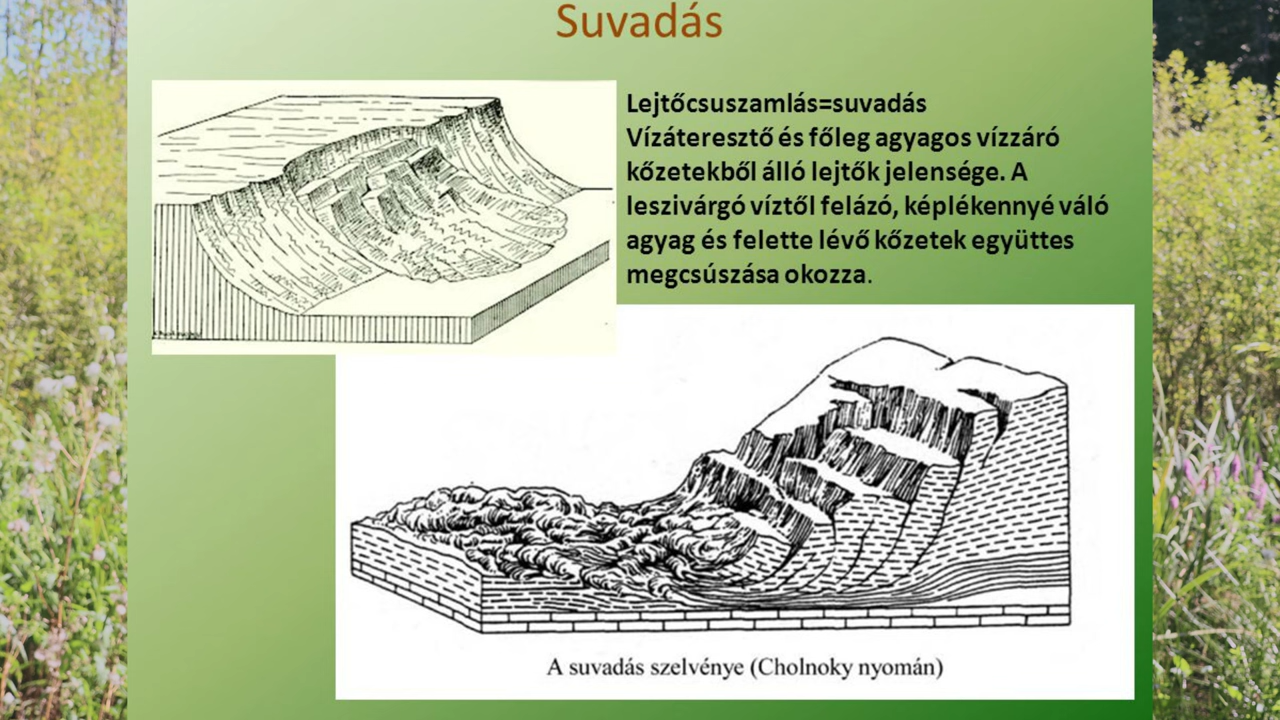 Suvadás
Lejtőcsuszamlás=suvadás
Vízáteresztő és főleg agyagos vízzáró
kőzetekből álló lejtők jelensége. A
leszivárgó víztől felázó, képlékennyé váló
agyag és felette lévő kőzetek együttes
megcsúszása okozza.
A suvadás szelvénye (Cholnoky nyomán)